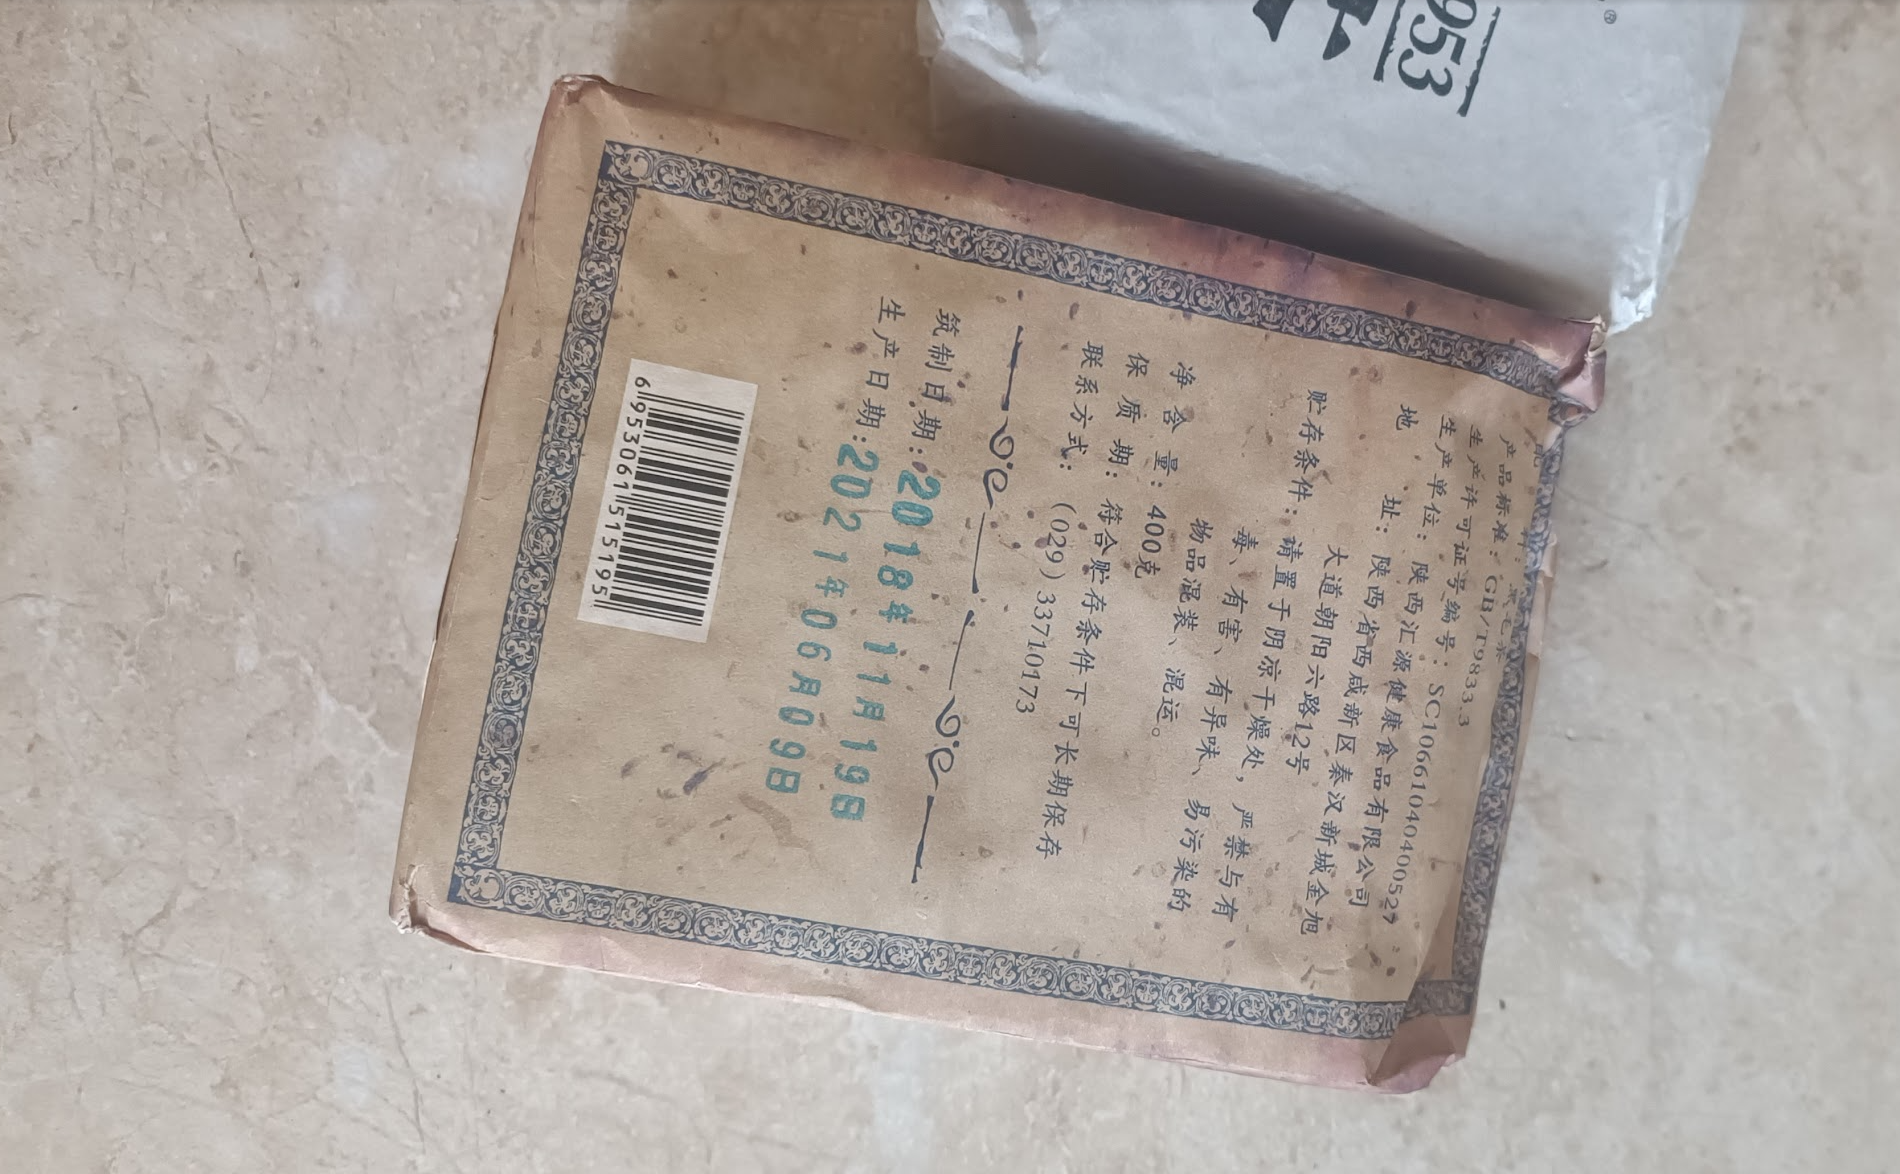 953
®
产品标准：GB/T9833.3
生产许可证号编号：SC10661040400527
生产单位：陕西汇源健康食品有限公司
地 址：陕西省西咸新区秦汉新城金旭
大道朝阳六路12号
贮存条件：请置于阴凉干燥处，严禁与有
毒、有害、有异味、易污染的
物品混装、混运。
净 含 量：400克
保 质 期：符合贮存条件下可长期保存
联系方式：(029)33710173
筑制日期：2018年11月19日
生产日期：2021年06月09日
6 953061 515195